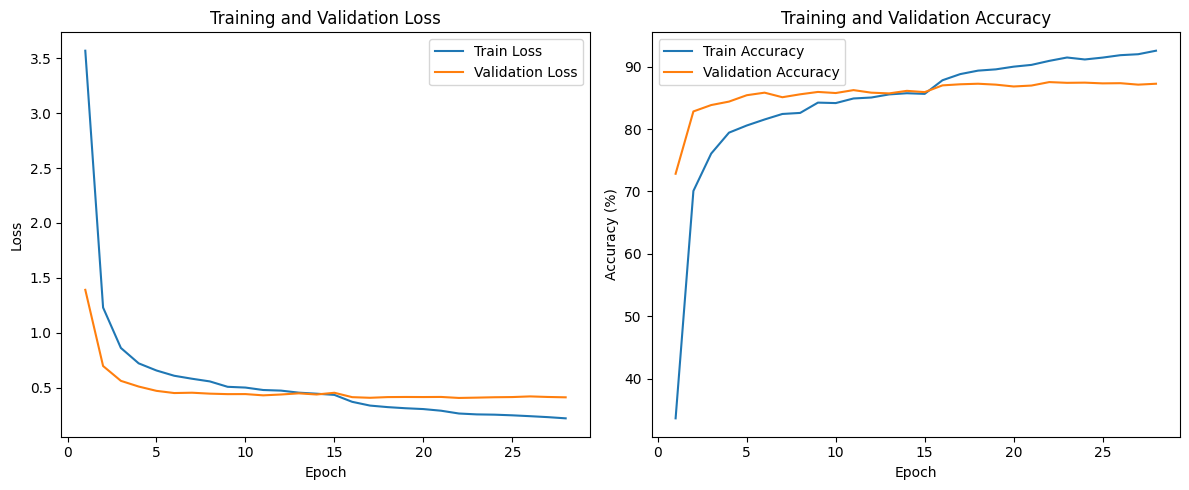 Training and Validation Loss
3.5
3.0
2.5
2.0
1.5
1.0
0.5
Loss
0 5 10 15 20 25
Epoch
Train Loss
Validation Loss
Training and Validation Accuracy
90
80
70
60
50
40
Accuracy (%)
0 5 10 15 20 25
Epoch
Train Accuracy
Validation Accuracy